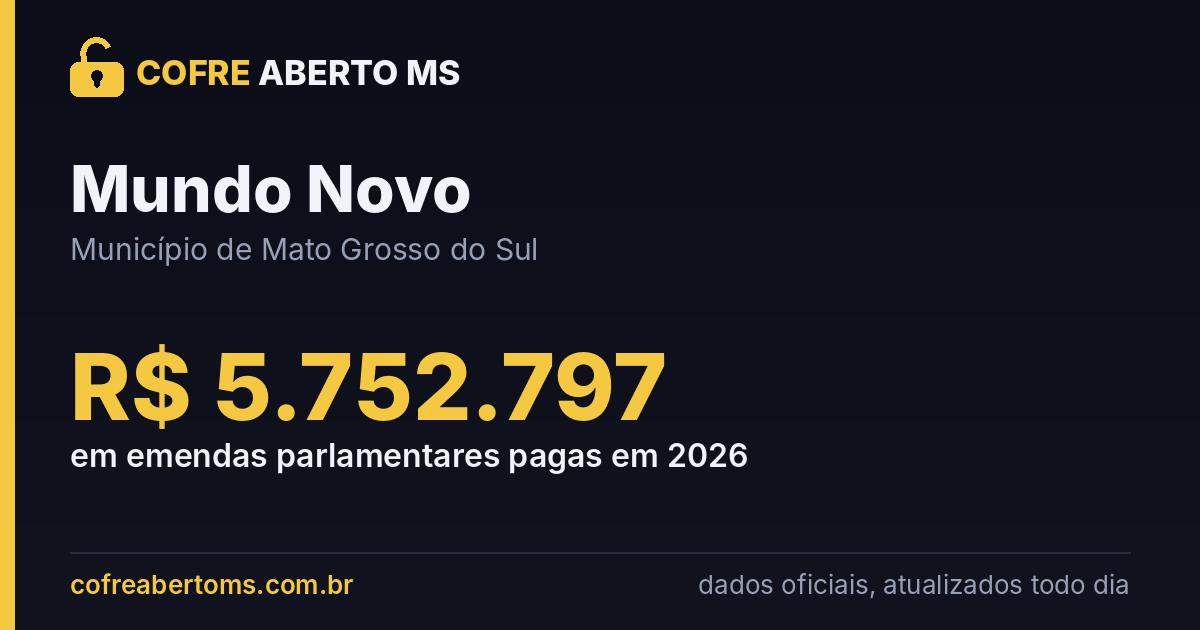 COFRE ABERTO MS
Mundo Novo
Município de Mato Grosso do Sul
R$ 5.752.797
em emendas parlamentares pagas em 2026
cofreabertoms.com.br
dados oficiais, atualizados todo dia